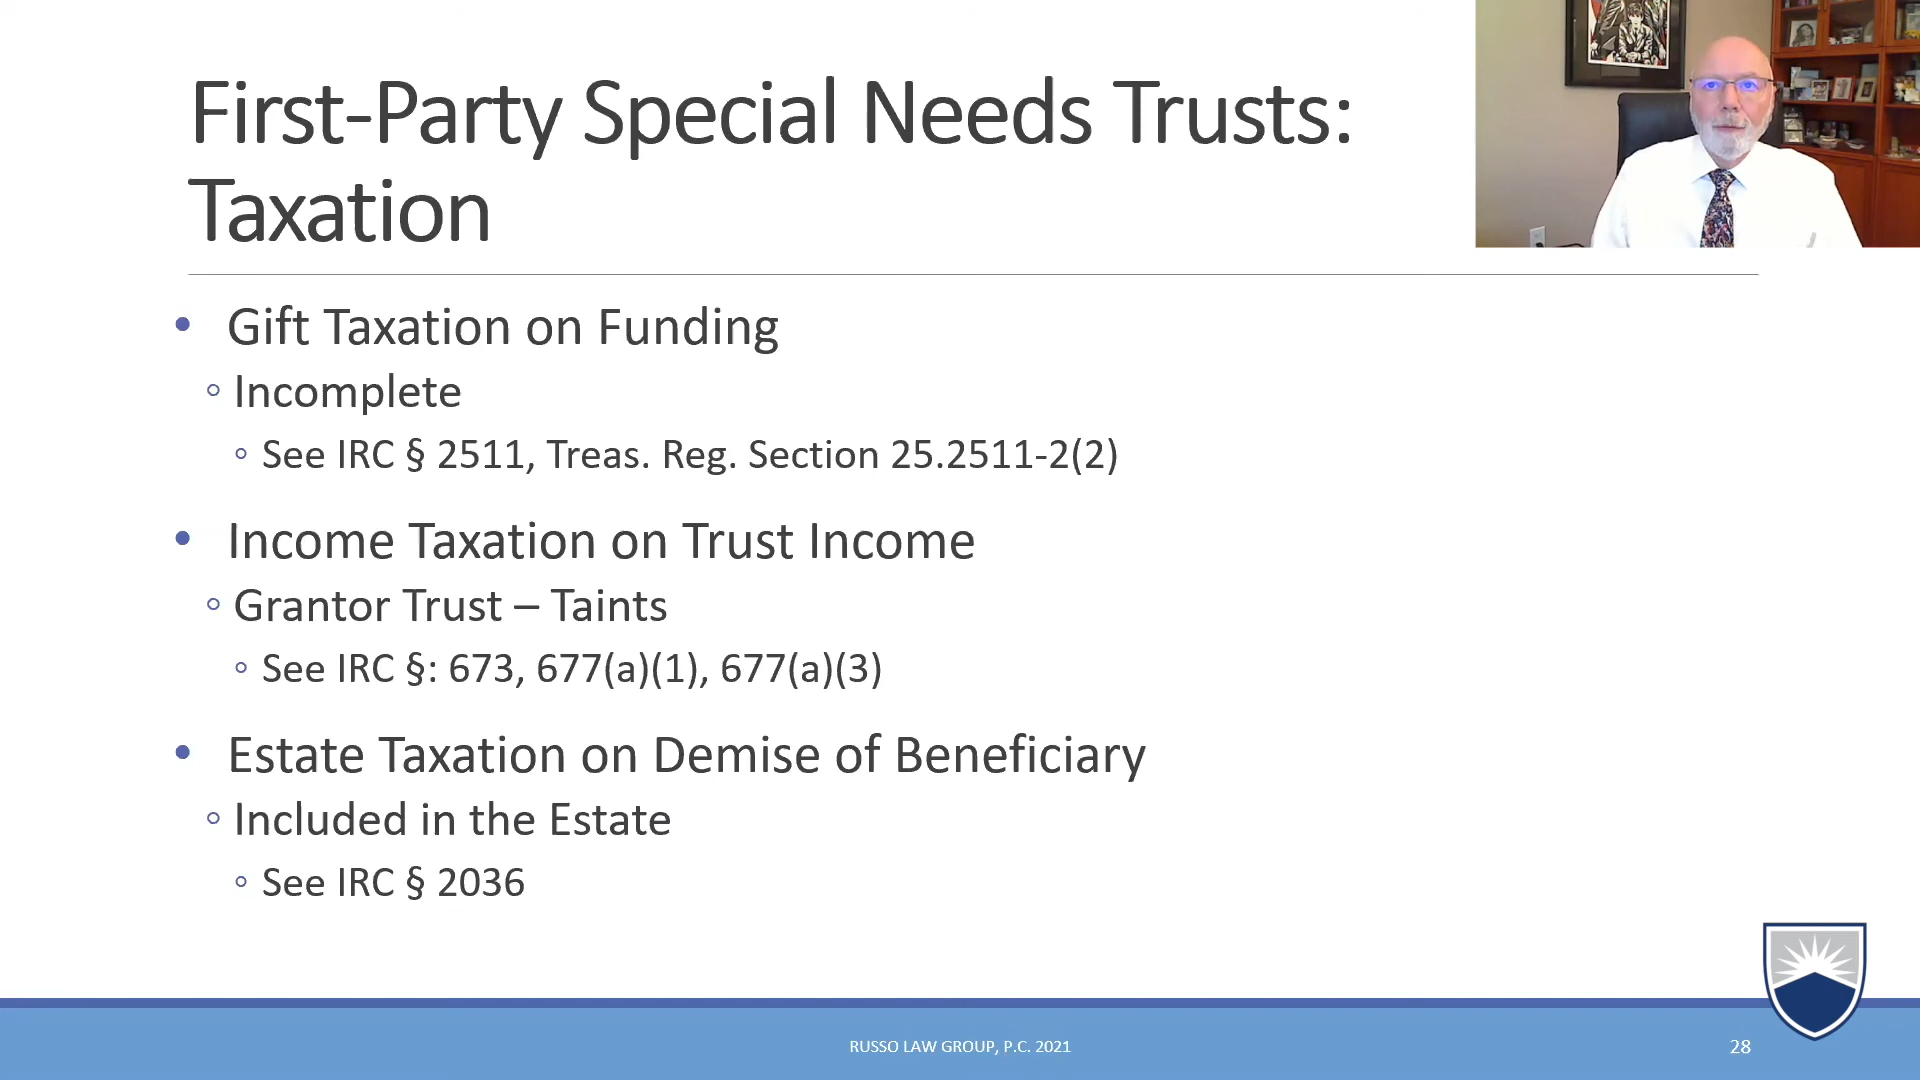 First-Party Special Needs Trusts:
Taxation
• Gift Taxation on Funding
◦ Incomplete
◦ See IRC § 2511, Treas. Reg. Section 25.2511-2(2)
• Income Taxation on Trust Income
◦ Grantor Trust – Taints
◦ See IRC §: 673, 677(a)(1), 677(a)(3)
• Estate Taxation on Demise of Beneficiary
◦ Included in the Estate
◦ See IRC § 2036
RUSSO LAW GROUP, P.C. 2021
28